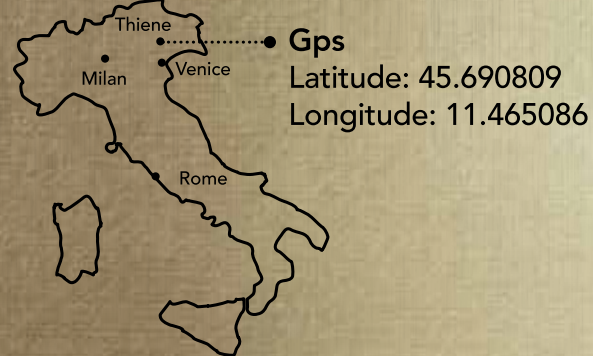 Thiene
Gps
Venice
Milan
Latitude: 45.690809
Longitude: 11.465086
Rome